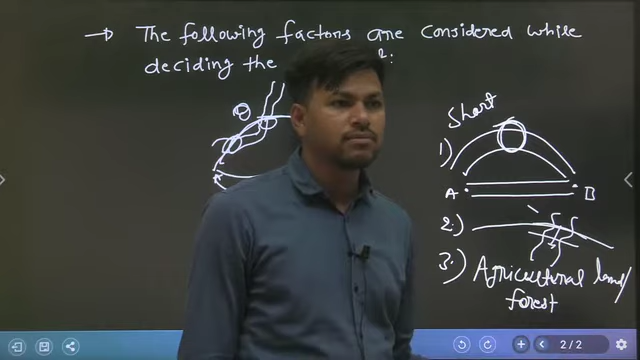 → The following factors are considered while
deciding the :
Short
1)
A B
2.)
3.) Agricultural land/
forest
2/2